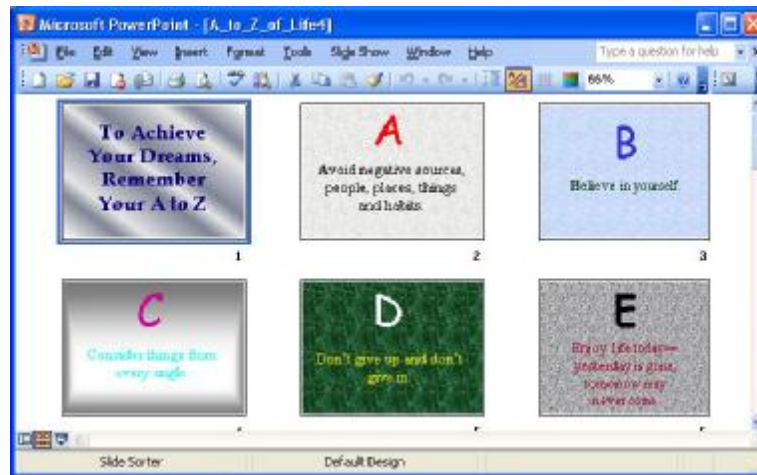 Microsoft PowerPoint - [A_to_Z_of_Life4]
File Edit View Insert Format Tools Slide Show Window Help Type a question for help
66%
To Achieve
Your Dreams,
Remember
Your A to Z
1
A
Avoid negative sources,
people, places, things
and habits.
2
B
Believe in yourself.
3
C
Consider things from
every angle.
D
Don't give up and don't
give in.
E
Enjoy life today—
yesterday is gone,
tomorrow may
never come.
Slide Sorter Default Design